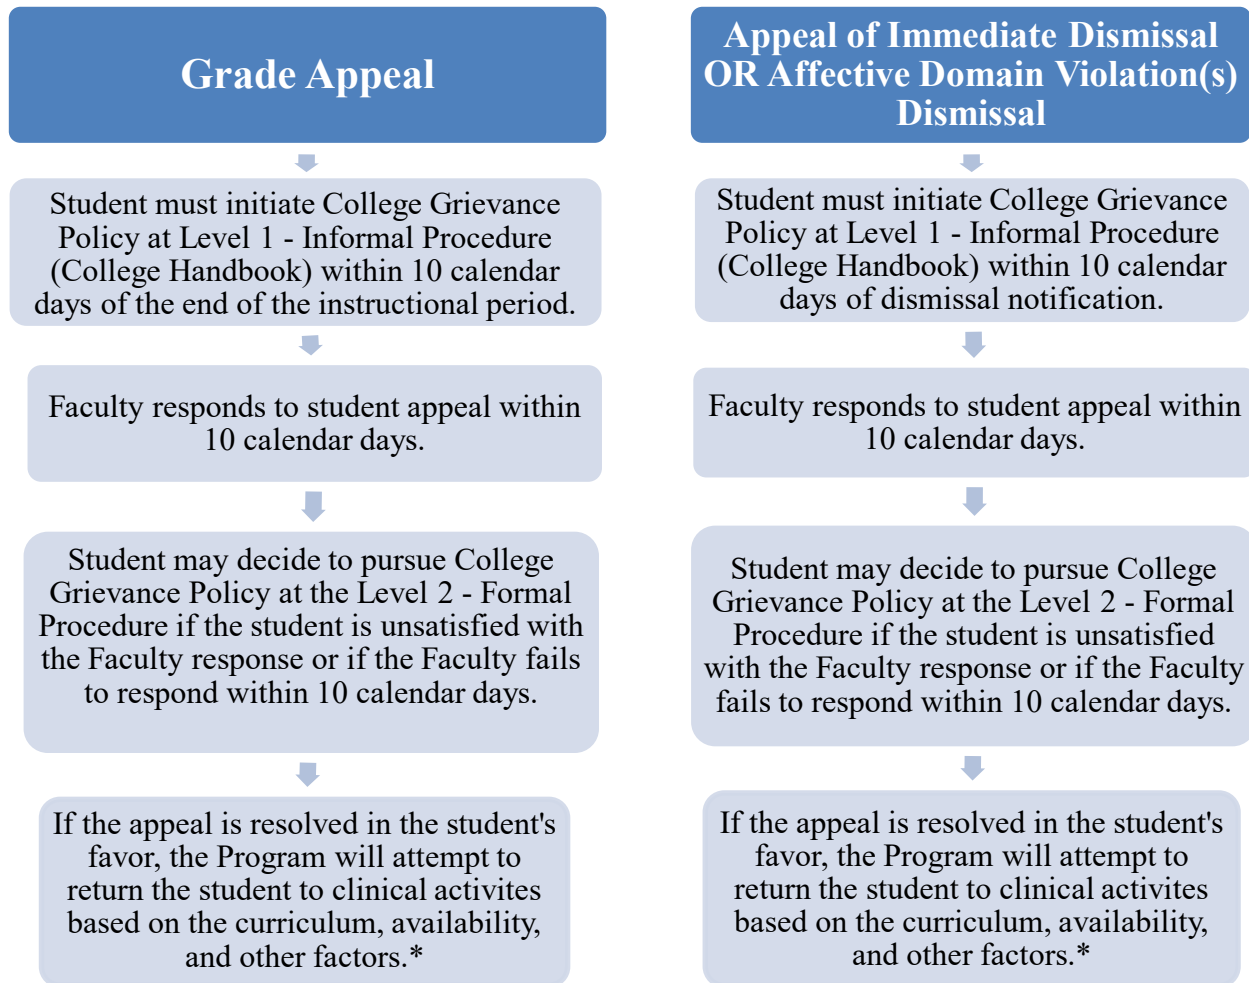 Grade Appeal
Student must initiate College Grievance
Policy at Level 1 - Informal Procedure
(College Handbook) within 10 calendar
days of the end of the instructional period.
Faculty responds to student appeal within
10 calendar days.
Student may decide to pursue College
Grievance Policy at the Level 2 - Formal
Procedure if the student is unsatisfied with
the Faculty response or if the Faculty fails
to respond within 10 calendar days.
If the appeal is resolved in the student's
favor, the Program will attempt to
return the student to clinical activites
based on the curriculum, availability,
and other factors.*
Appeal of Immediate Dismissal
OR Affective Domain Violation(s)
Dismissal
Student must initiate College Grievance
Policy at Level 1 - Informal Procedure
(College Handbook) within 10 calendar
days of dismissal notification.
Faculty responds to student appeal within
10 calendar days.
Student may decide to pursue College
Grievance Policy at the Level 2 - Formal
Procedure if the student is unsatisfied
with the Faculty response or if the Faculty
fails to respond within 10 calendar days.
If the appeal is resolved in the student's
favor, the Program will attempt to
return the student to clinical activites
based on the curriculum, availability,
and other factors.*